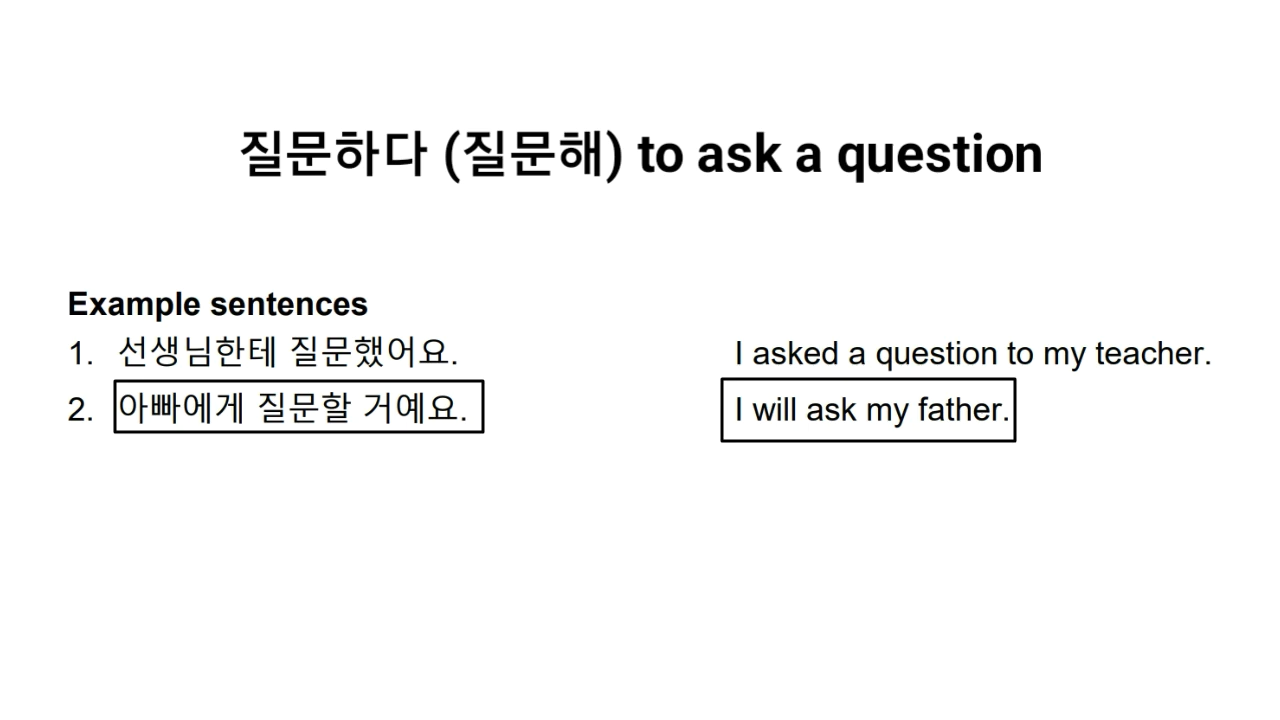 질문하다 (질문해) to ask a question
Example sentences
1. 선생님한테 질문했어요. I asked a question to my teacher.
2. 아빠에게 질문할 거예요. I will ask my father.